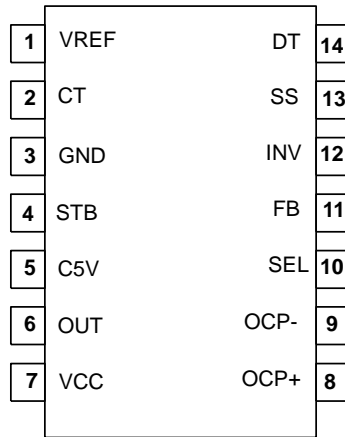 1 VREF DT 14
2 CT SS 13
3 GND INV 12
4 STB FB 11
5 C5V SEL 10
6 OUT OCP- 9
7 VCC OCP+ 8